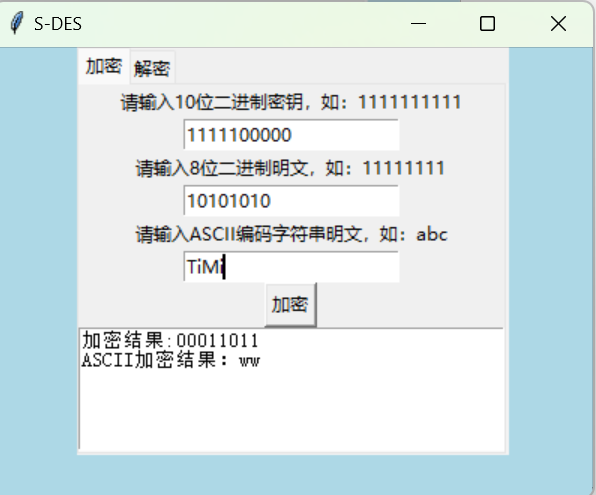 S-DES
加密 解密
请输入10位二进制密钥，如：1111111111
1111100000
请输入8位二进制明文，如：11111111
10101010
请输入ASCII编码字符串明文，如：abc
TiMi
加密
加密结果:00011011
ASCII加密结果：ww